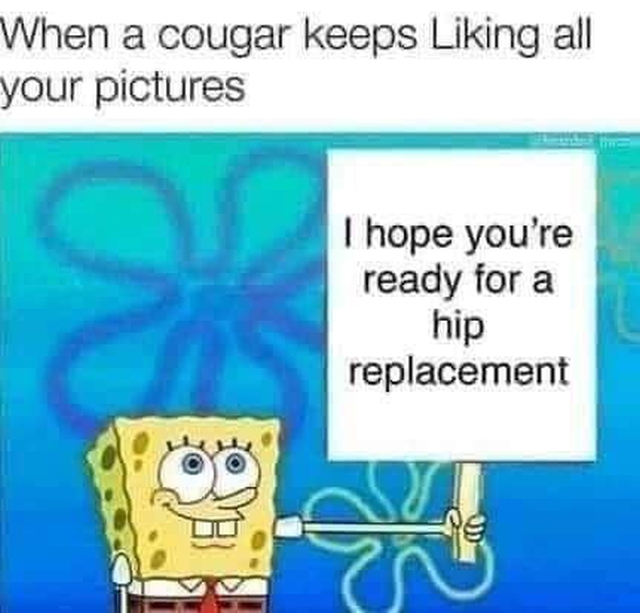 When a cougar keeps Liking all
your pictures
I hope you're
ready for a
hip
replacement